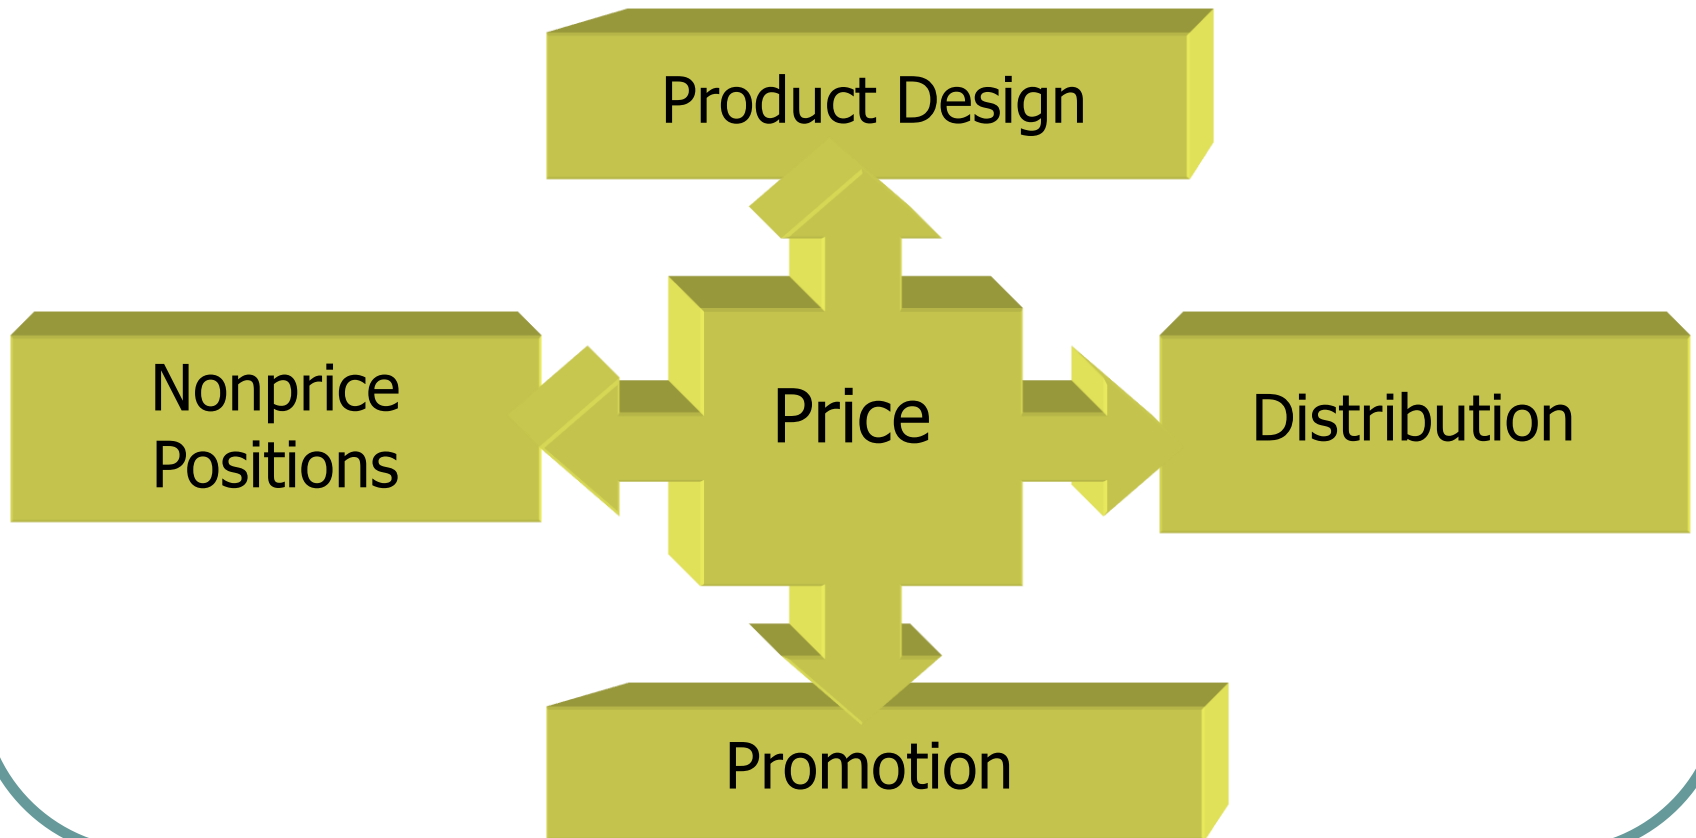 Product Design
Nonprice
Positions
Price
Distribution
Promotion